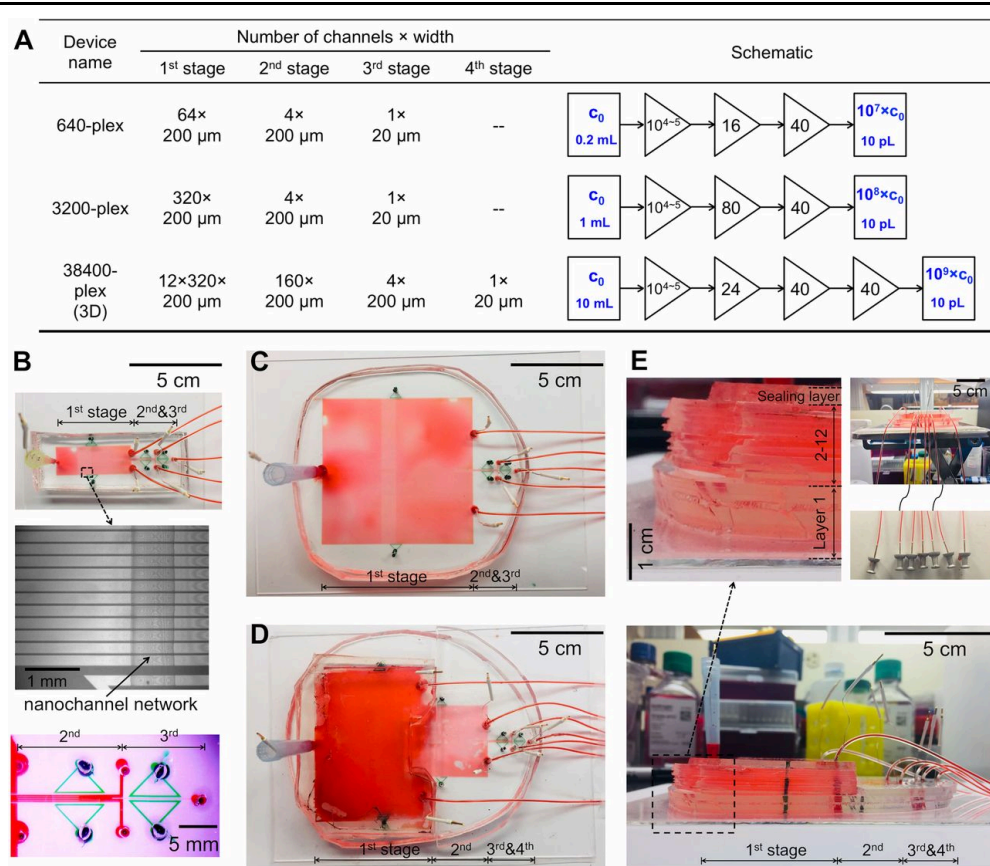 A
Device name
Number of channels × width
Schematic
1st stage
2nd stage
3rd stage
4th stage
640-plex
64× 200 µm
4× 200 µm
1× 20 µm
--
c0 0.2 mL
10^4~5
16
40
10^7×c0 10 pL
3200-plex
320× 200 µm
4× 200 µm
1× 20 µm
--
c0 1 mL
10^4~5
80
40
10^8×c0 10 pL
38400-plex (3D)
12×320× 200 µm
160× 200 µm
4× 200 µm
1× 20 µm
c0 10 mL
10^4~5
24
40
40
10^9×c0 10 pL
B
5 cm
1st stage
2nd&3rd
1 mm
nanochannel network
2nd
3rd
5 mm
C
5 cm
1st stage
2nd&3rd
D
5 cm
1st stage
2nd
3rd&4th
E
Sealing layer
2-12
Layer 1
1 cm
5 cm
5 cm
1st stage
2nd
3rd&4th